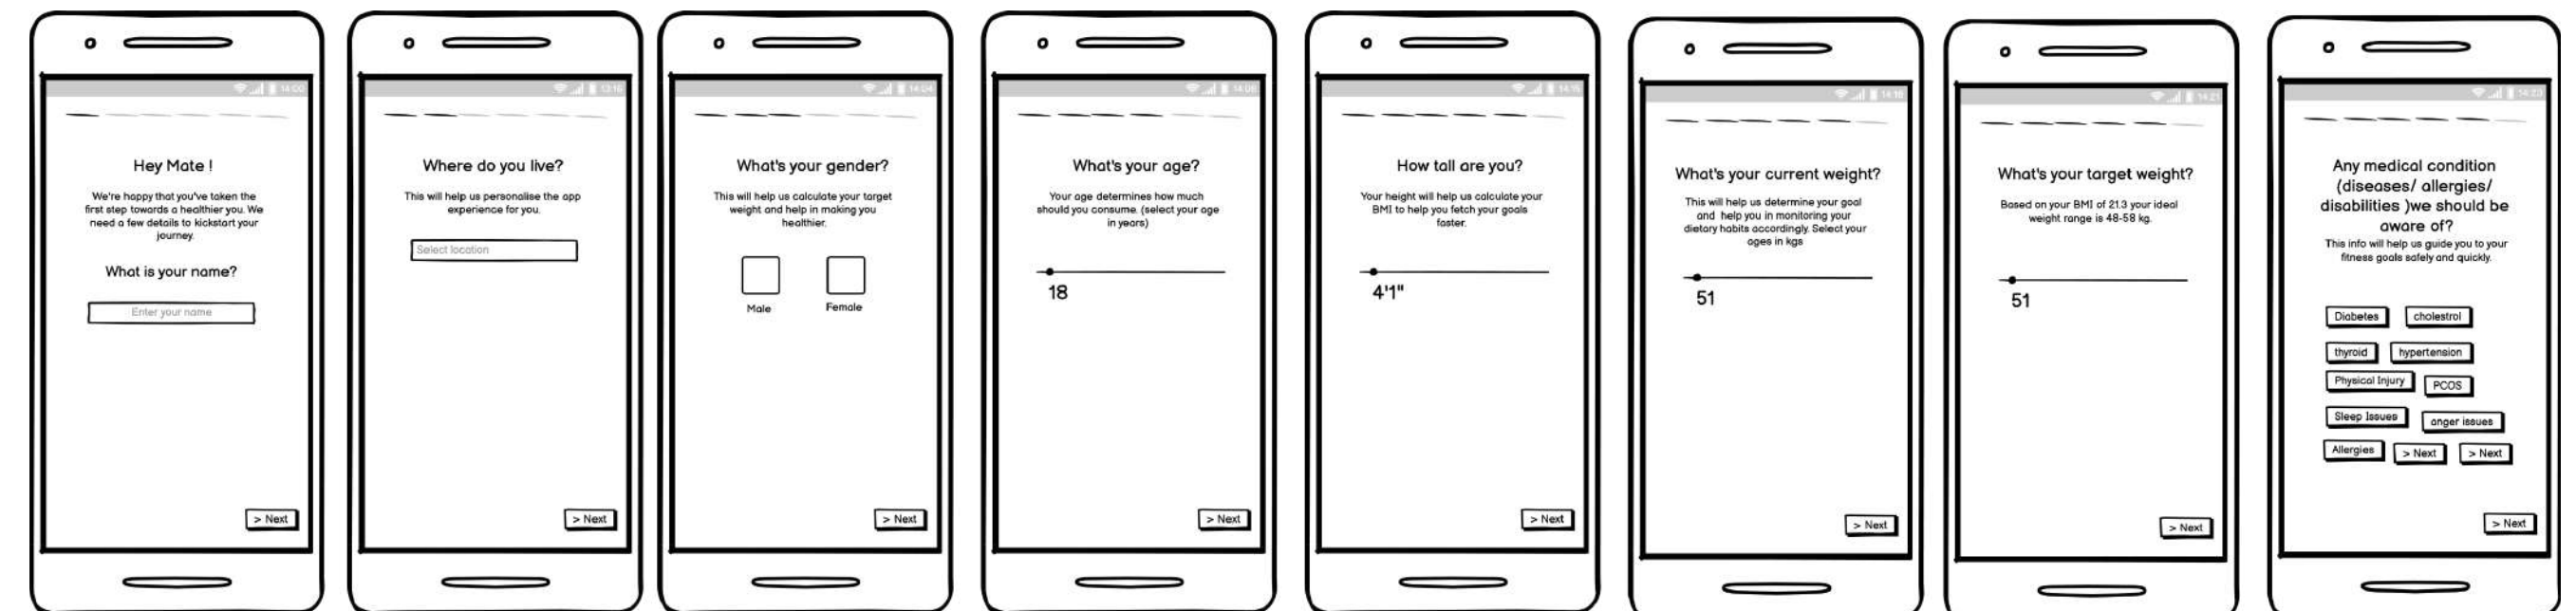 14:00
Hey Mate !
We're happy that you've taken the
first step towards a healthier you. We
need a few details to kickstart your
journey.
What is your name?
Enter your name
> Next
13:16
Where do you live?
This will help us personalise the app
experience for you.
Select location
> Next
14:04
What's your gender?
This will help us calculate your target
weight and help in making you
healthier.
Male
Female
> Next
What's your age?
Your age determines how much
should you consume. (select your age
in years)
18
> Next
How tall are you?
Your height will help us calculate your
BMI to help you fetch your goals
faster.
4'1"
> Next
What's your current weight?
This will help us determine your goal
and help you in monitoring your
dietary habits accordingly. Select your
ages in kgs
51
> Next
14:21
What's your target weight?
Based on your BMI of 21.3 your ideal
weight range is 48-58 kg.
51
> Next
14:23
Any medical condition
(diseases/ allergies/
disabilities )we should be
aware of?
This info will help us guide you to your
fitness goals safely and quickly.
Diabetes
cholestrol
thyroid
hypertension
Physical Injury
PCOS
Sleep Issues
anger issues
Allergies
> Next
> Next
> Next